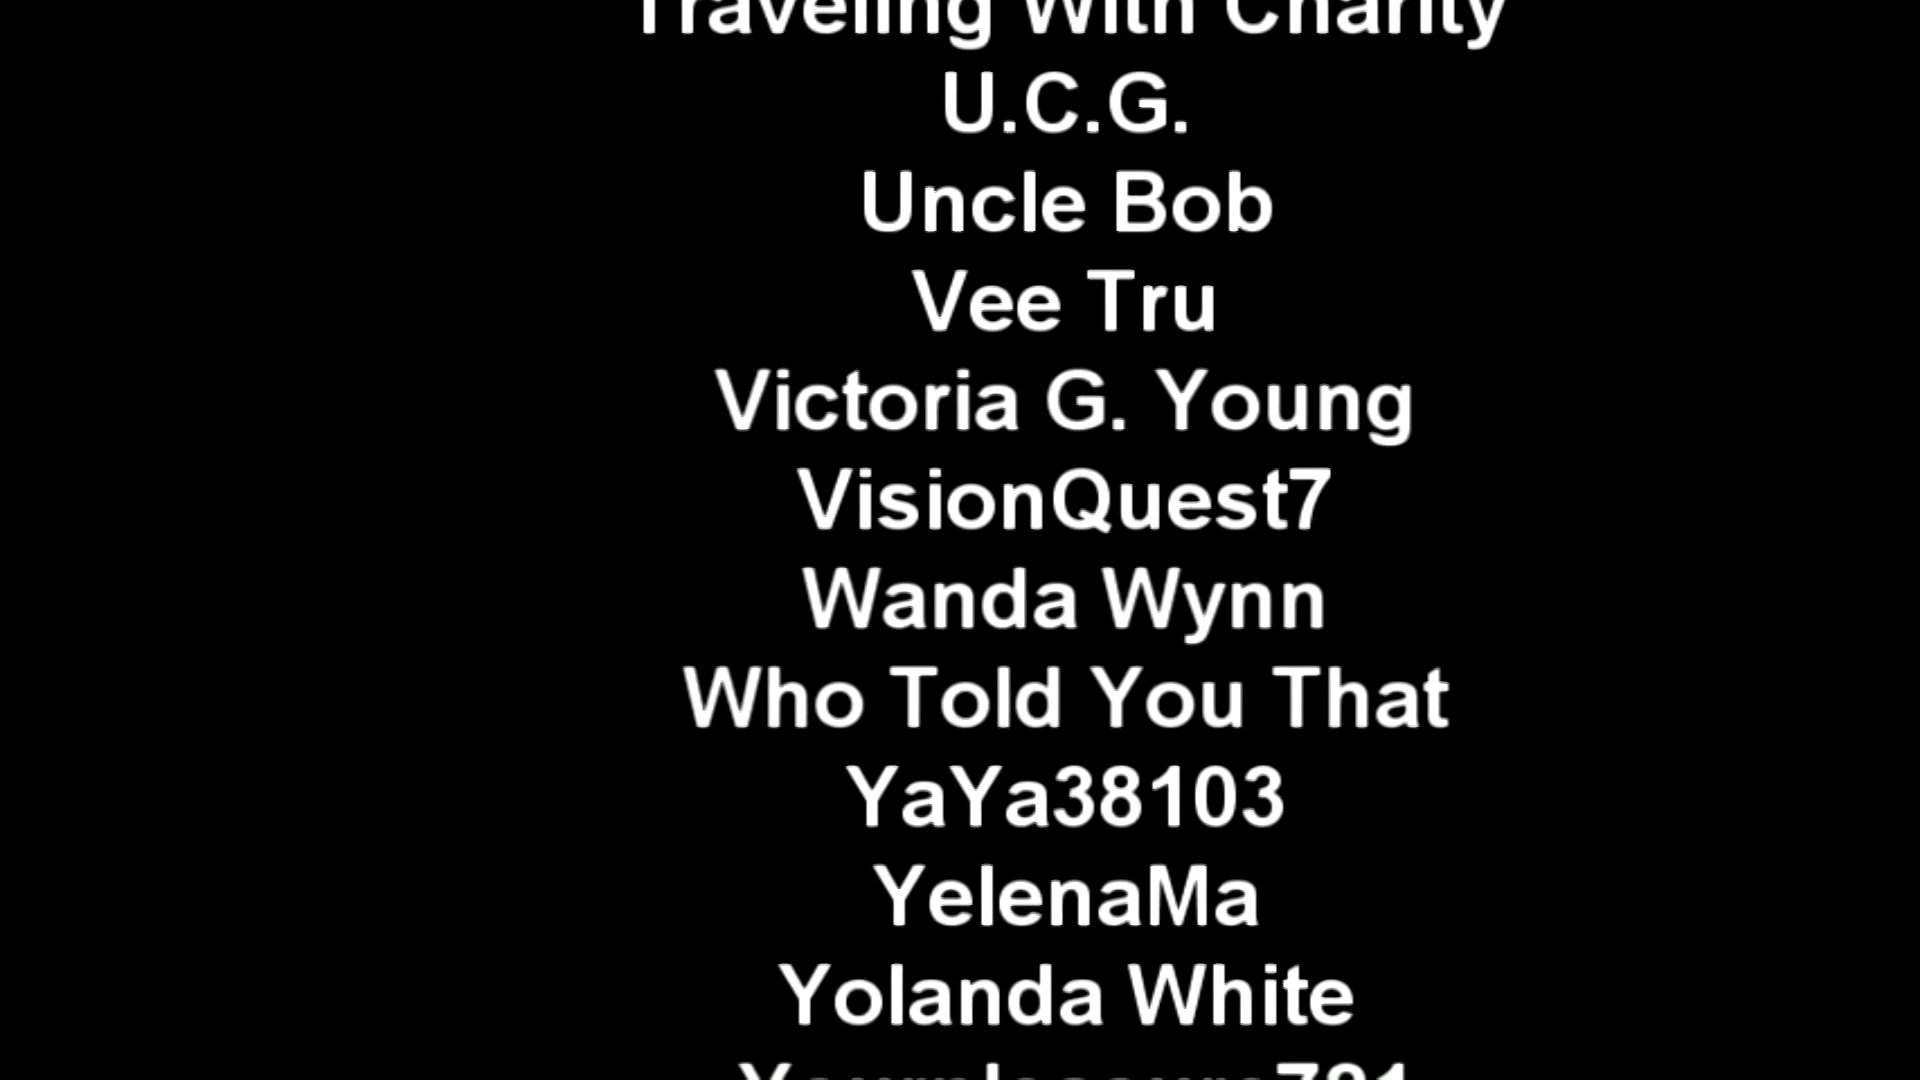 Traveling With Charity
U.C.G.
Uncle Bob
Vee Tru
Victoria G. Young
VisionQuest7
Wanda Wynn
Who Told You That
YaYa38103
YelenaMa
Yolanda White